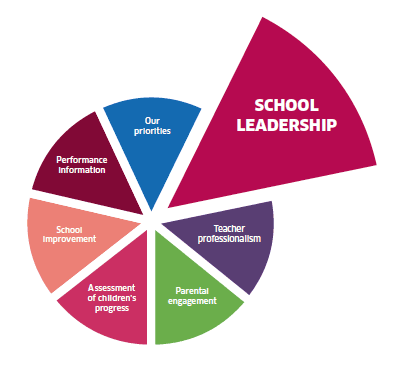 SCHOOL
LEADERSHIP
Our
priorities
Performance
information
Teacher
professionalism
School
improvement
Assessment
of children's
progress
Parental
engagement